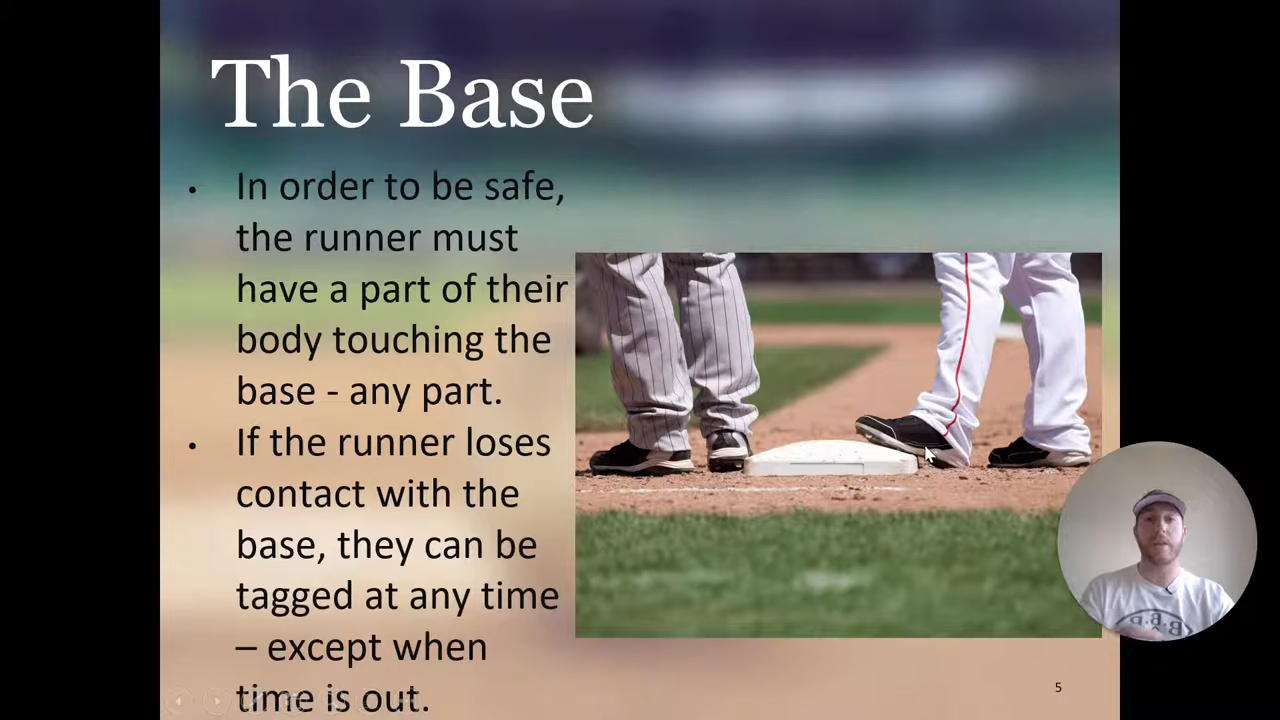 The Base
• In order to be safe,
the runner must
have a part of their
body touching the
base - any part.
• If the runner loses
contact with the
base, they can be
tagged at any time
– except when
time is out.
5
B.B.B